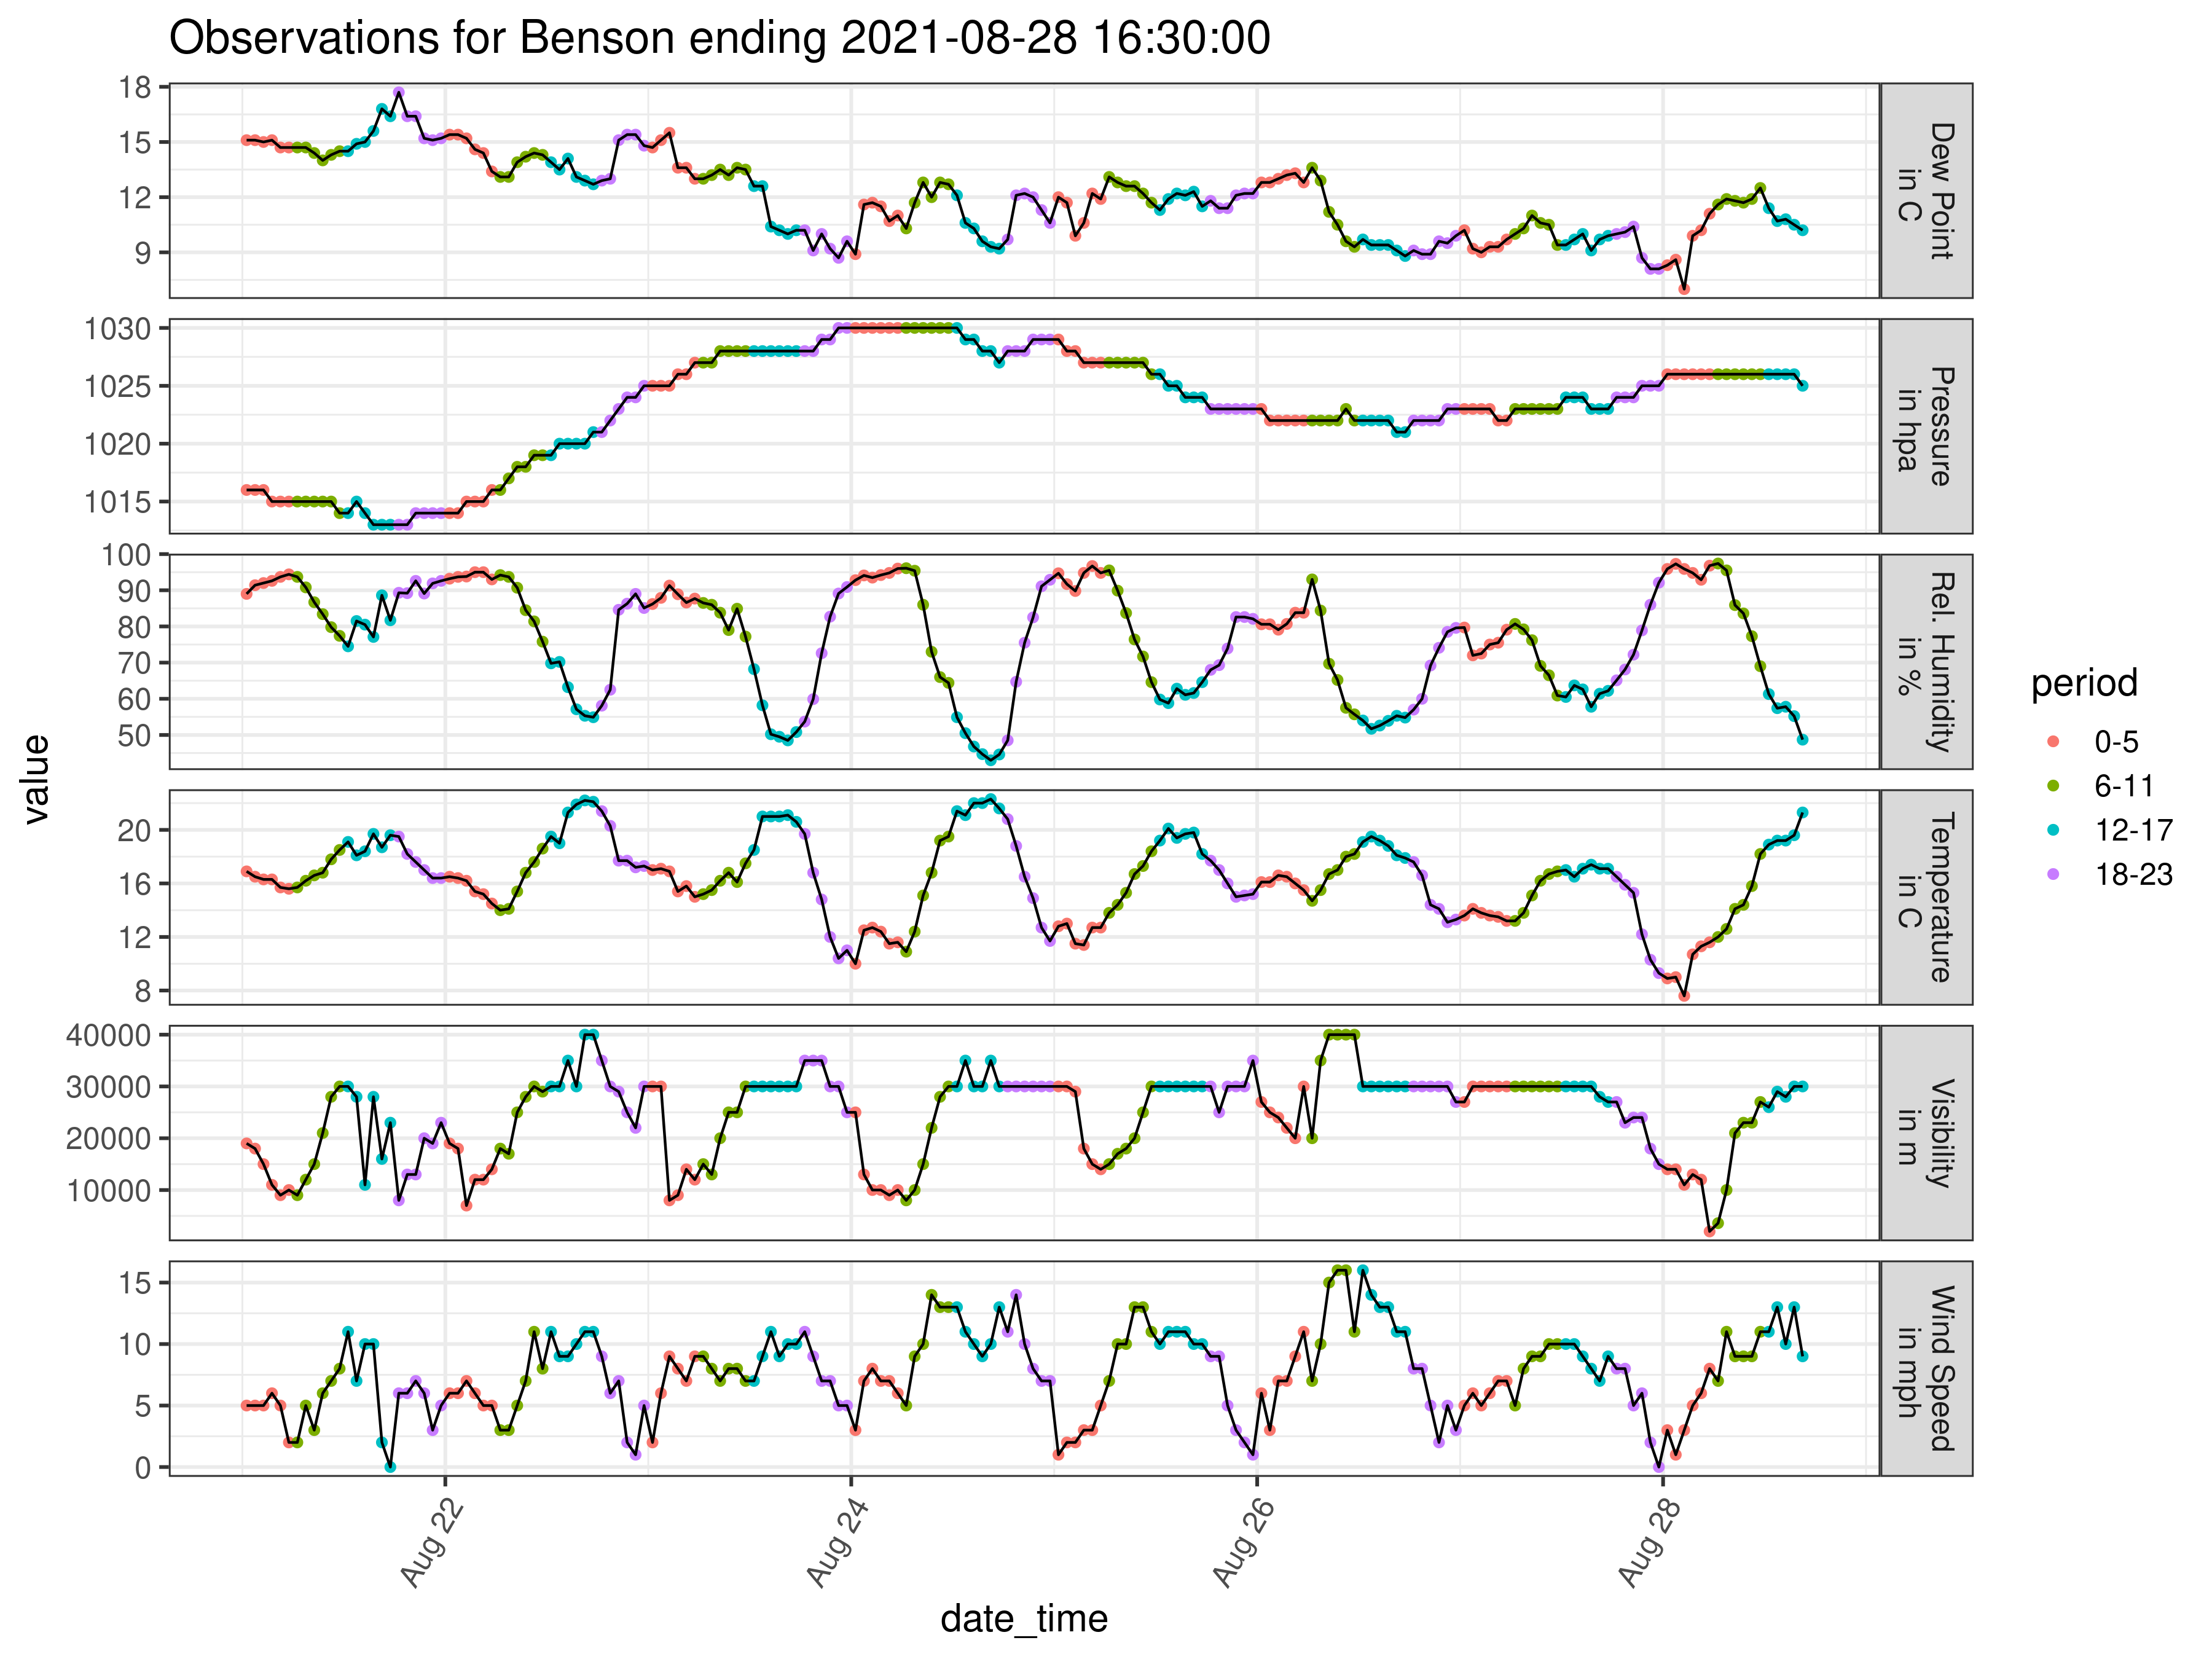 Observations for Benson ending 2021-08-28 16:30:00
value
18
15
12
9
Dew Point
in C
1030
1025
1020
1015
Pressure
in hpa
100
90
80
70
60
50
Rel. Humidity
in %
20
16
12
8
Temperature
in C
40000
30000
20000
10000
Visibility
in m
15
10
5
0
Wind Speed
in mph
Aug 22
Aug 24
Aug 26
Aug 28
date_time
period
0-5
6-11
12-17
18-23